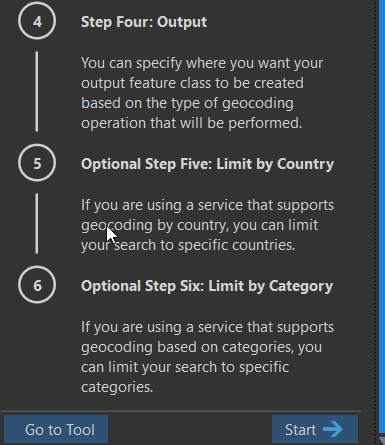 4
Step Four: Output
You can specify where you want your
output feature class to be created
based on the type of geocoding
operation that will be performed.
5
Optional Step Five: Limit by Country
If you are using a service that supports
geocoding by country, you can limit
your search to specific countries.
6
Optional Step Six: Limit by Category
If you are using a service that supports
geocoding based on categories, you
can limit your search to specific
categories.
Go to Tool
Start